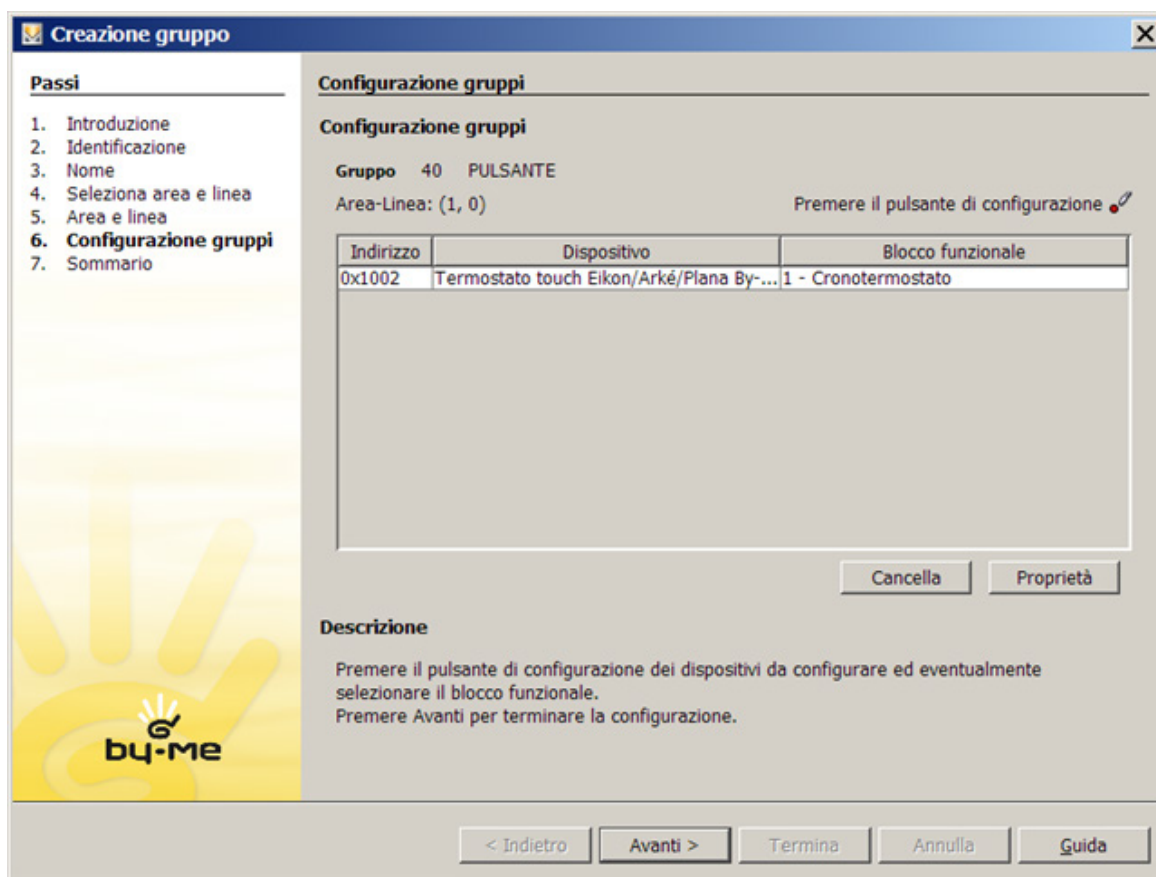 Creazione gruppo
Passi
1. Introduzione
2. Identificazione
3. Nome
4. Seleziona area e linea
5. Area e linea
6. Configurazione gruppi
7. Sommario
by-me
Configurazione gruppi
Configurazione gruppi
Gruppo 40 PULSANTE
Area-Linea: (1, 0) Premere il pulsante di configurazione
Indirizzo Dispositivo Blocco funzionale
0x1002 Termostato touch Eikon/Arké/Plana By-... 1 - Cronotermostato
Cancella Proprietà
Descrizione
Premere il pulsante di configurazione dei dispositivi da configurare ed eventualmente
selezionare il blocco funzionale.
Premere Avanti per terminare la configurazione.
< Indietro Avanti > Termina Annulla Guida